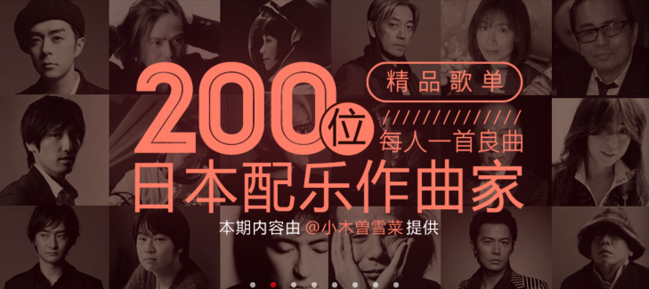 精品歌单
200位
每人一首良曲
日本配乐作曲家
本期内容由 @小木曽雪菜 提供